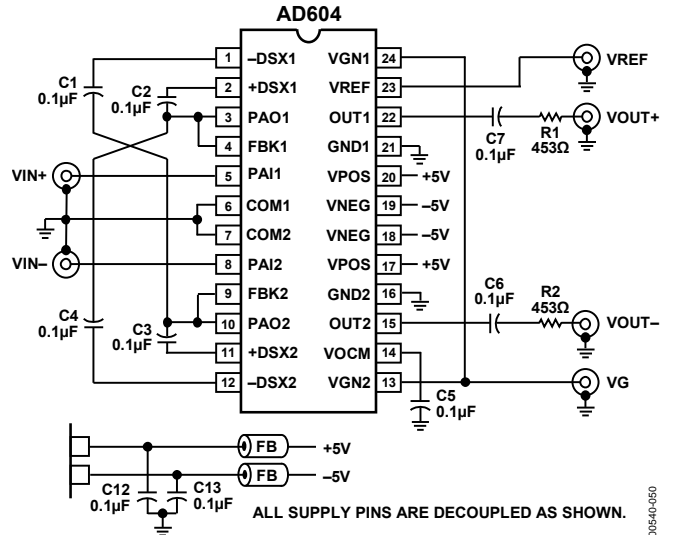 AD604
C1
0.1µF
C2
0.1µF
1 –DSX1 VGN1 24
2 +DSX1 VREF 23
3 PAO1 OUT1 22
4 FBK1 GND1 21
5 PAI1 VPOS 20 +5V
6 COM1 VNEG 19 –5V
7 COM2 VNEG 18 –5V
8 PAI2 VPOS 17 +5V
9 FBK2 GND2 16
10 PAO2 OUT2 15
11 +DSX2 VOCM 14
12 –DSX2 VGN2 13
VREF
VOUT+
C7
0.1µF
R1
453Ω
VIN+
VIN–
C4
0.1µF
C3
0.1µF
C6
0.1µF
R2
453Ω
VOUT–
VG
C5
0.1µF
FB +5V
FB –5V
C12
0.1µF
C13
0.1µF
ALL SUPPLY PINS ARE DECOUPLED AS SHOWN.
00540-050